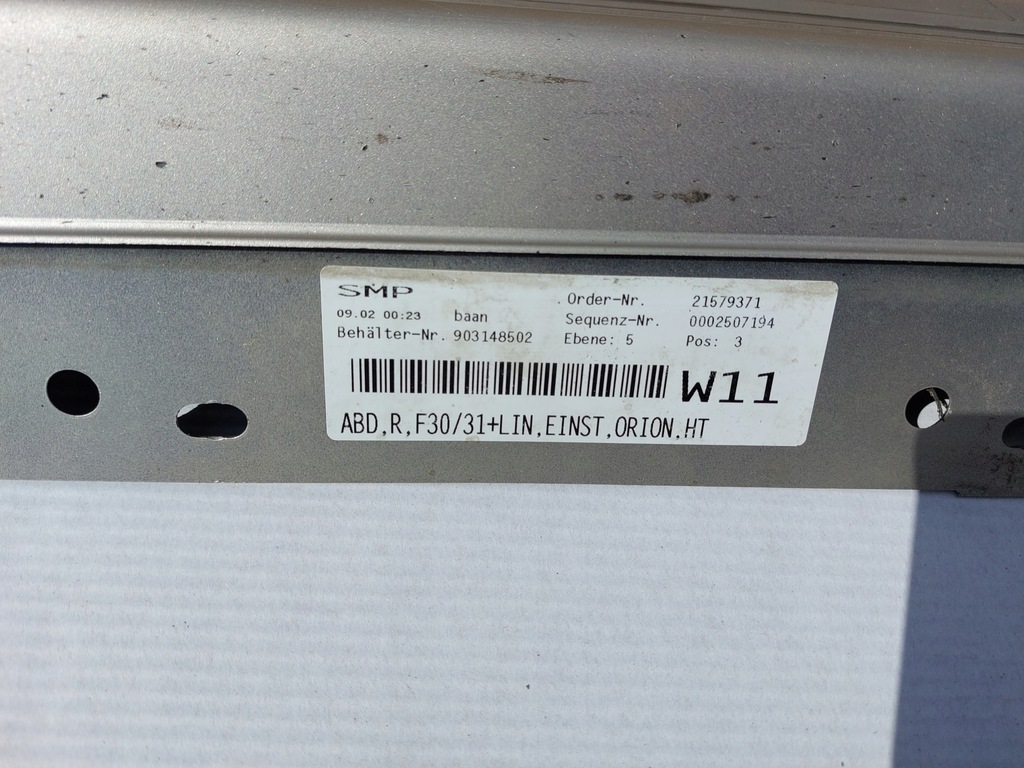 SMP
09.02 00:23 baan
Behälter-Nr. 903148502
Order-Nr. 21579371
Sequenz-Nr. 0002507194
Ebene: 5 Pos: 3
W11
ABD,R,F30/31+LIN,EINST,ORION,HT